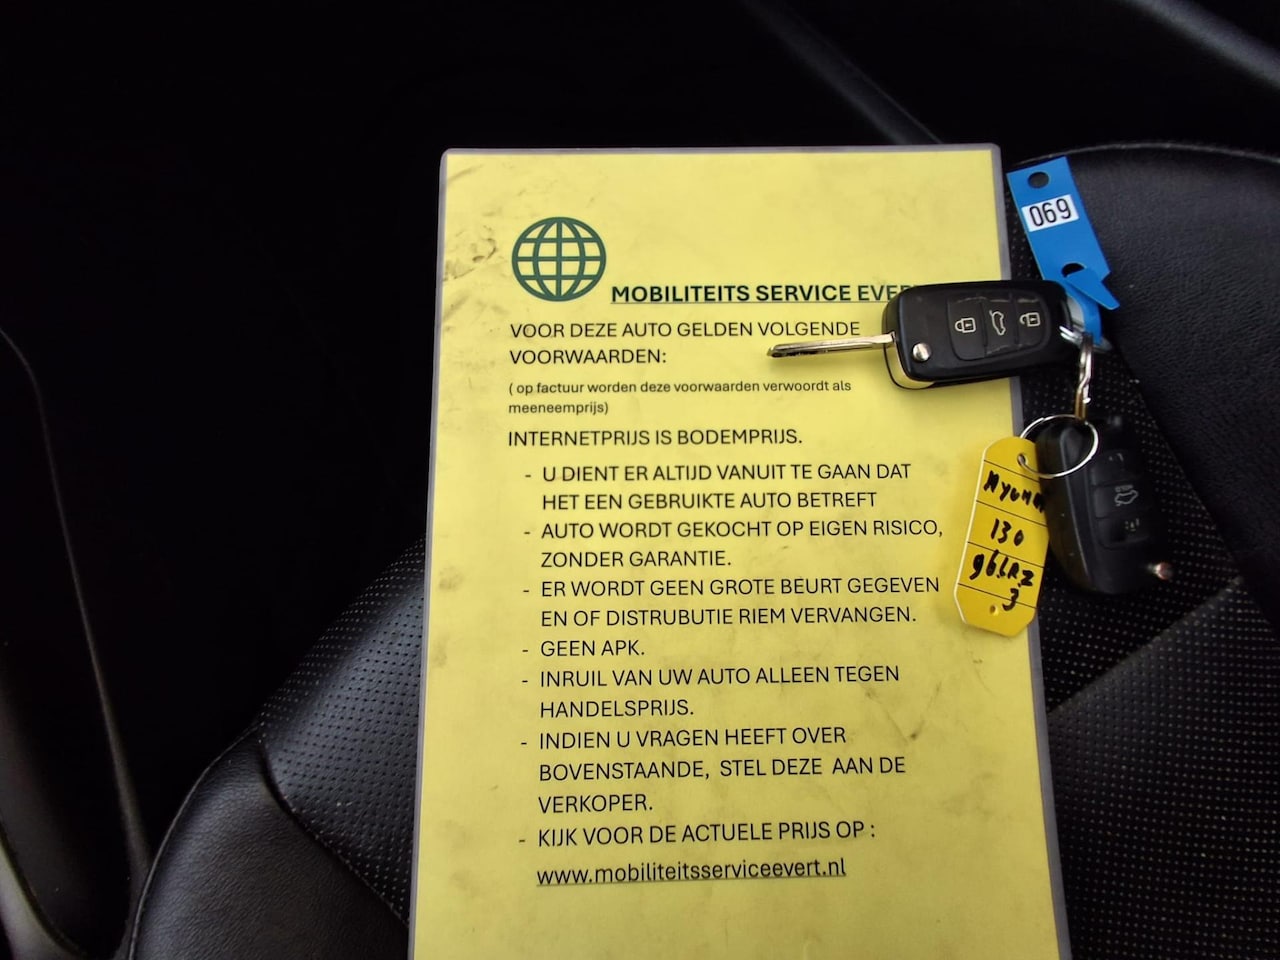 MOBILITEITS SERVICE
VOOR DEZE AUTO GELDEN VOLGENDE
VOORWAARDEN:
( op factuur worden deze voorwaarden verwoordt als
meeneemprijs)
INTERNETPRIJS IS BODEMPRIJS.
- U DIENT ER ALTIJD VANUIT TE GAAN DAT
HET EEN GEBRUIKTE AUTO BETREFT
- AUTO WORDT GEKOCHT OP EIGEN RISICO,
ZONDER GARANTIE.
- ER WORDT GEEN GROTE BEURT GEGEVEN
EN OF DISTRUBUTIE RIEM VERVANGEN.
- GEEN APK.
- INRUIL VAN UW AUTO ALLEEN TEGEN
HANDELSPRIJS.
- INDIEN U VRAGEN HEEFT OVER
BOVENSTAANDE, STEL DEZE AAN DE
VERKOPER.
- KIJK VOOR DE ACTUELE PRIJS OP :
www.mobiliteitsserviceevert.nl
069
130